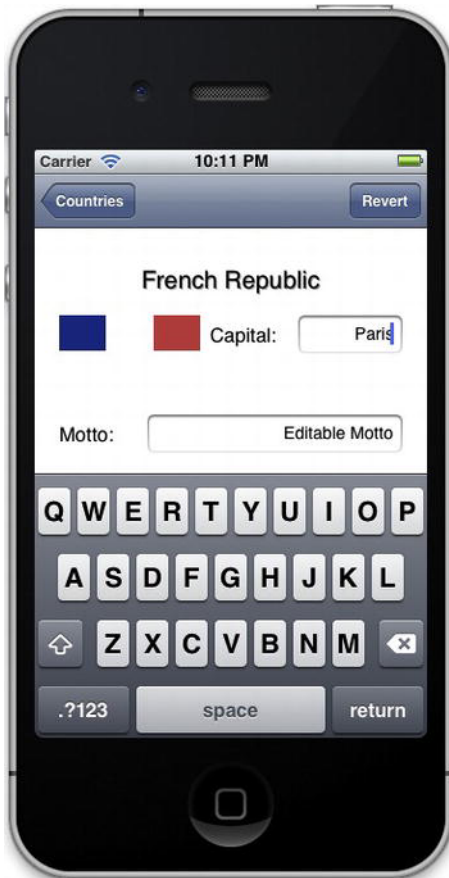 Carrier 10:11 PM
Countries Revert
French Republic
Capital: Paris
Motto: Editable Motto
Q W E R T Y U I O P
A S D F G H J K L
Z X C V B N M
.?123 space return